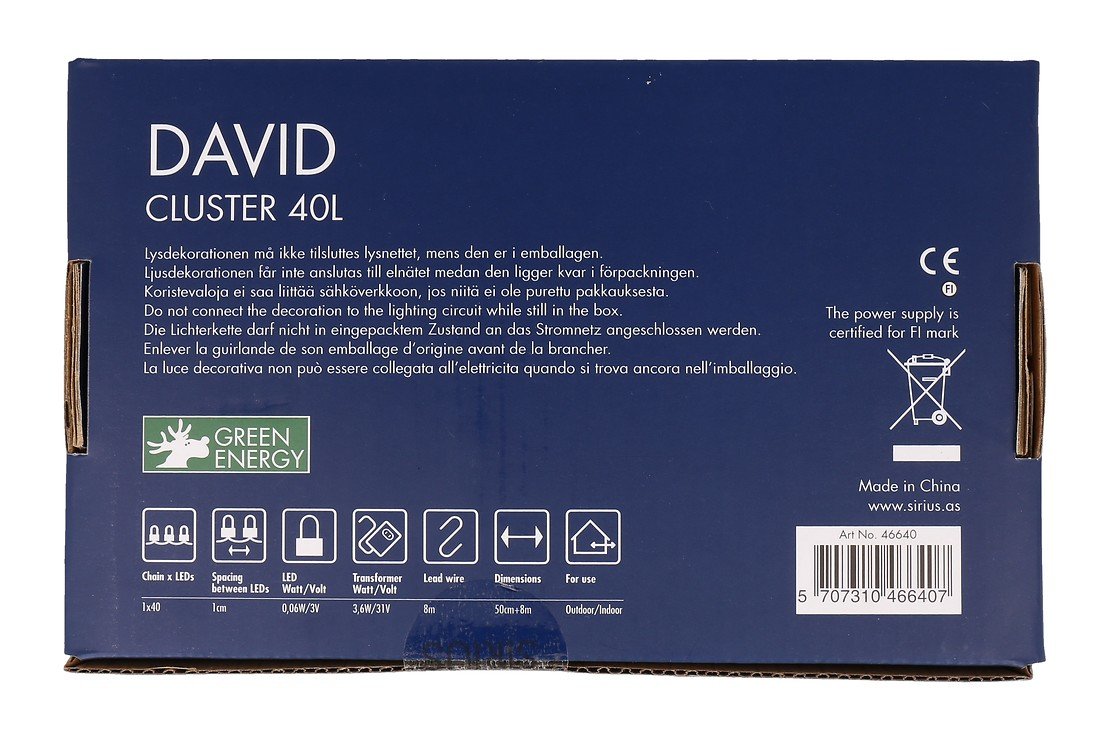 DAVID
CLUSTER 40L
Lysdekorationen må ikke tilsluttes lysnettet, mens den er i emballagen.
Ljusdekorationen får inte anslutas till elnätet medan den ligger kvar i förpackningen.
Koristevaloja ei saa liittää sähköverkkoon, jos niitä ei ole purettu pakkauksesta.
Do not connect the decoration to the lighting circuit while still in the box.
Die Lichterkette darf nicht in eingepacktem Zustand an das Stromnetz angeschlossen werden.
Enlever la guirlande de son emballage d'origine avant de la brancher.
La luce decorativa non può essere collegata all'elettricita quando si trova ancora nell'imballaggio.
CE
FI
The power supply is
certified for FI mark
GREEN
ENERGY
Made in China
www.sirius.as
Art No. 46640
5 707310 466407
Chain x LEDs
1x40
Spacing
between LEDs
1cm
LED
Watt/Volt
0,06W/3V
Transformer
Watt/Volt
3,6W/31V
Lead wire
8m
Dimensions
50cm+8m
For use
Outdoor/Indoor